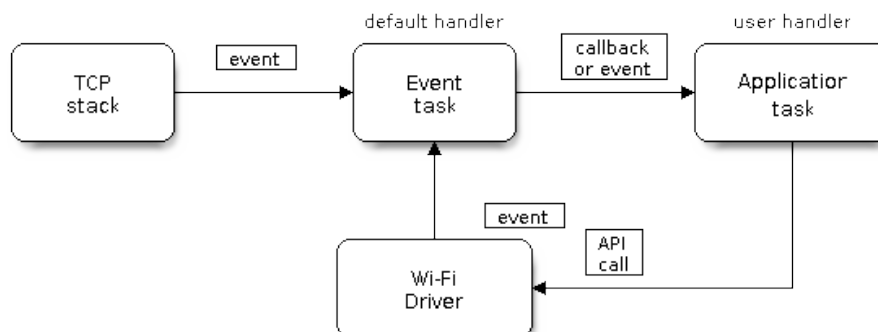 default handler
user handler
TCP
stack
event
Event
task
callback
or event
Application
task
event
API
call
Wi-Fi
Driver